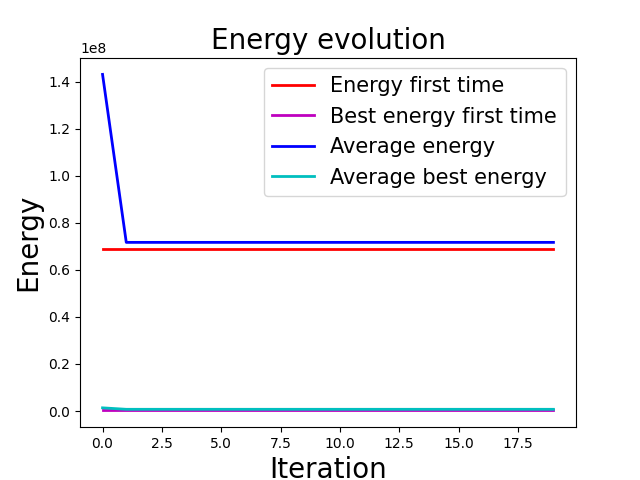 Energy evolution
1e8
Energy first time
Best energy first time
Average energy
Average best energy
1.4
1.2
1.0
0.8
0.6
0.4
0.2
0.0
Energy
0.0 2.5 5.0 7.5 10.0 12.5 15.0 17.5
Iteration